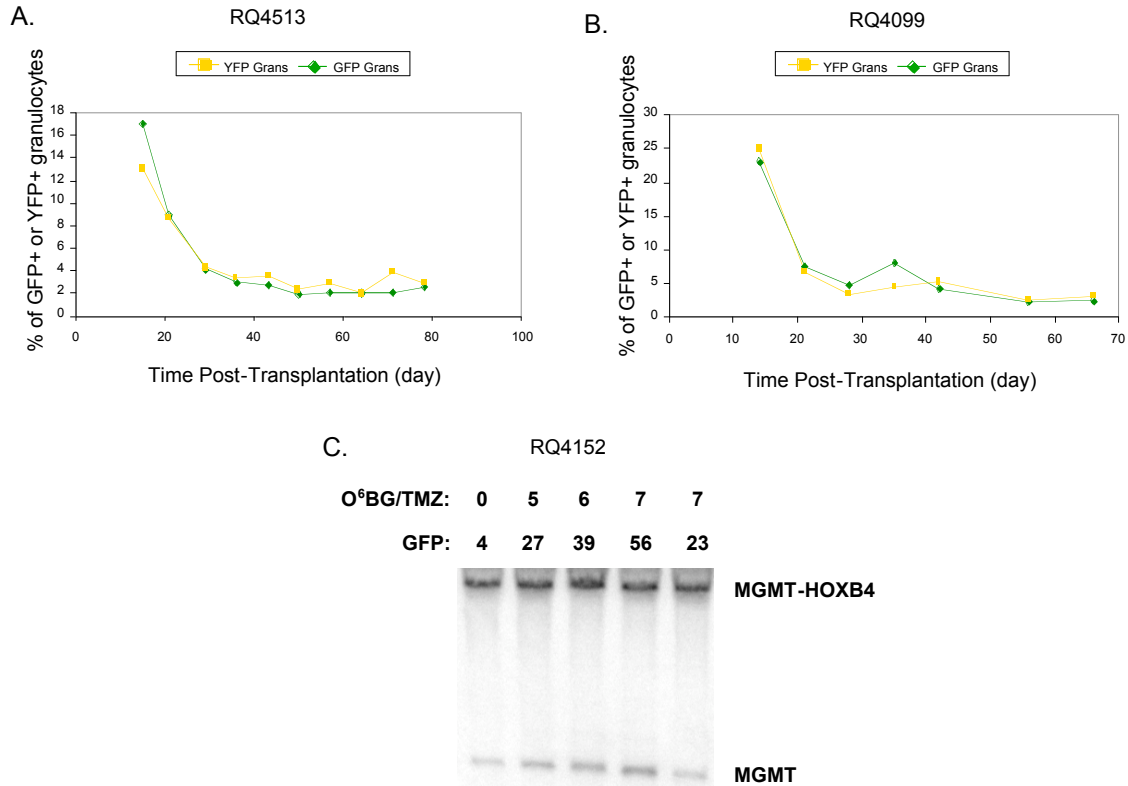 A.
RQ4513
YFP Grans GFP Grans
% of GFP+ or YFP+ granulocytes
18
16
14
12
10
8
6
4
2
0
0 20 40 60 80 100
Time Post-Transplantation (day)
B.
RQ4099
YFP Grans GFP Grans
% of GFP+ or YFP+ granulocytes
30
25
20
15
10
5
0
0 10 20 30 40 50 60 70
Time Post-Transplantation (day)
C.
RQ4152
O⁶BG/TMZ: 0 5 6 7 7
GFP: 4 27 39 56 23
MGMT-HOXB4
MGMT